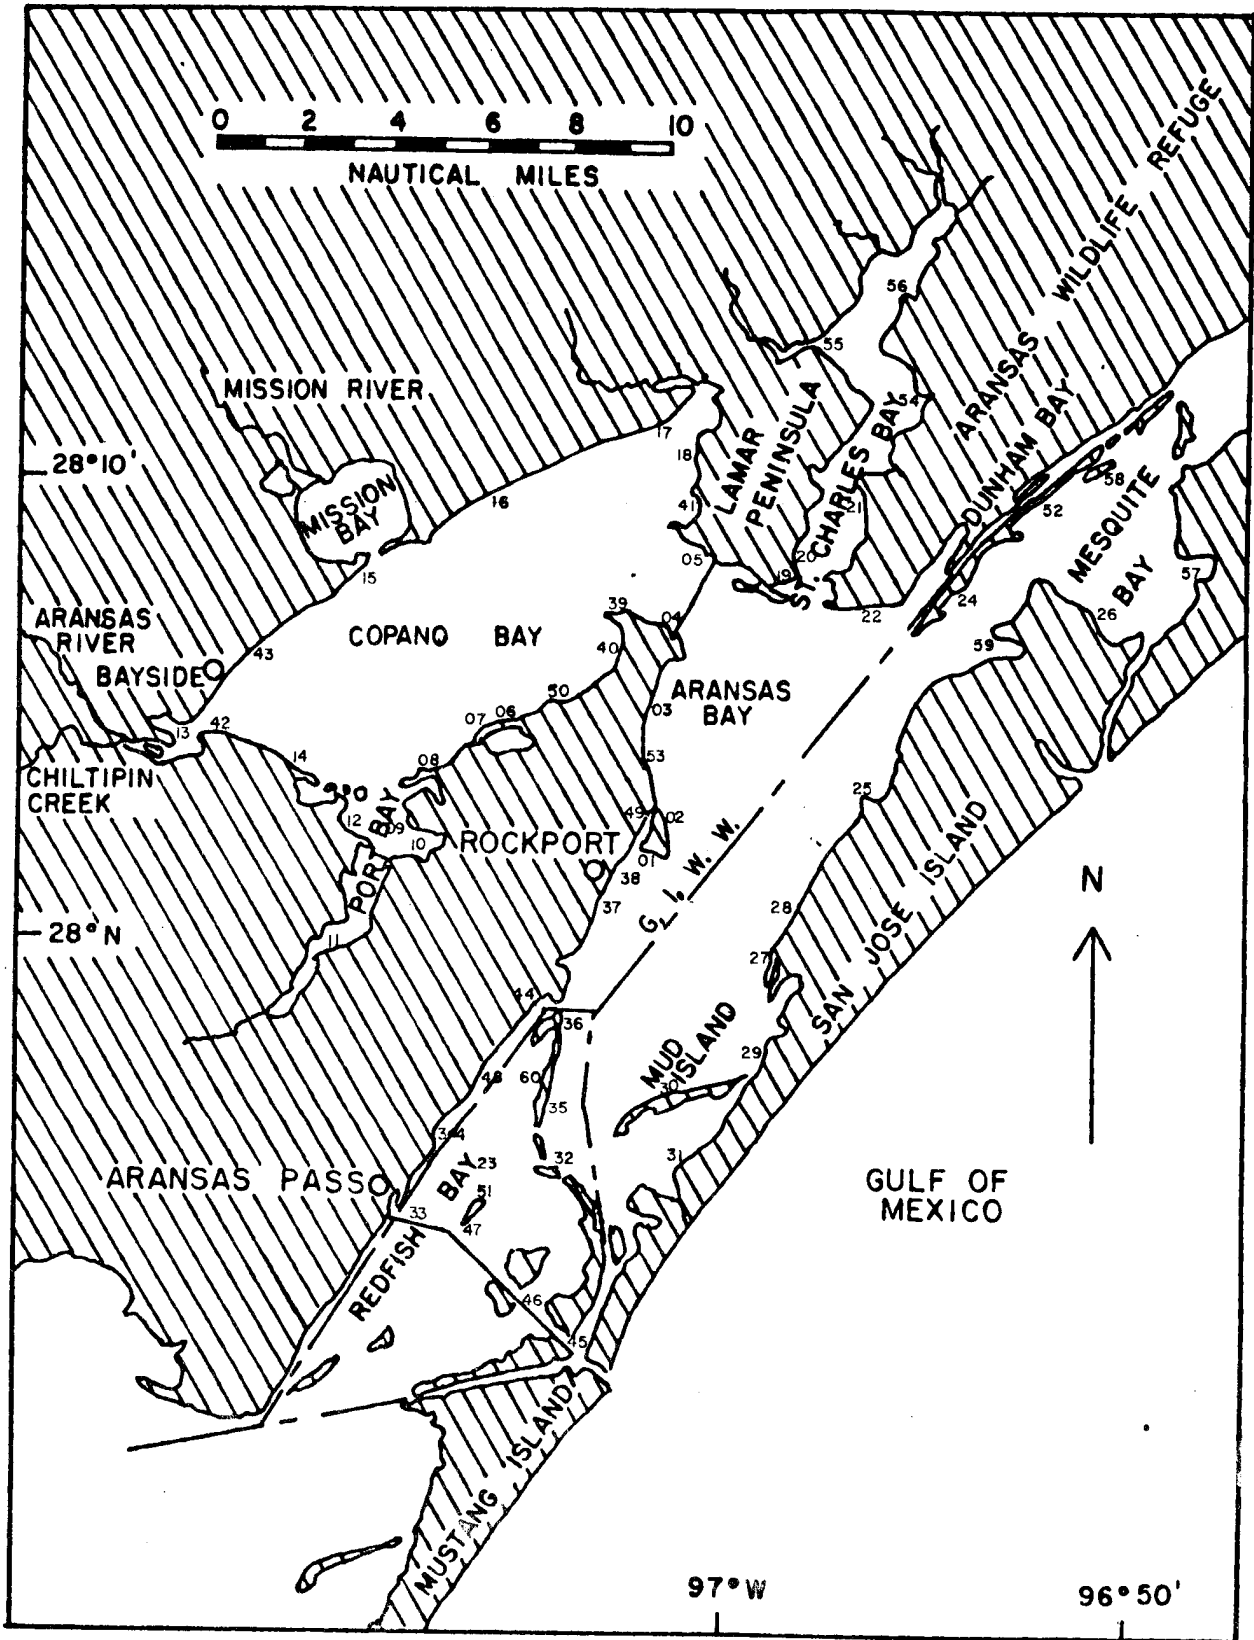 0 2 4 6 8 10
NAUTICAL MILES
ARANSAS WILDLIFE REFUGE
56
55
MISSION RIVER
54
17
18
LAMAR
PENINSULA
ST. CHARLES BAY
DUNHAM BAY
28°10'
58
16
41
21
52
MISSION
BAY
MESQUITE
BAY
05
20
19
15
57
24
ARANSAS
RIVER
39
04
22
26
COPANO BAY
43
40
59
BAYSIDE
ARANSAS
BAY
50
03
13
42
07
06
14
53
08
CHILTIPIN
CREEK
25
49
02
12
09
10
PORT BAY
ROCKPORT
01
38
G. I. W. W.
N
37
28
28°N
11
27
SAN JOSE ISLAND
44
36
MUD
ISLAND
29
48
60
30
35
34
31
32
23
ARANSAS PASS
51
GULF OF
MEXICO
33
47
REDFISH BAY
46
45
MUSTANG ISLAND
97°W
96°50'